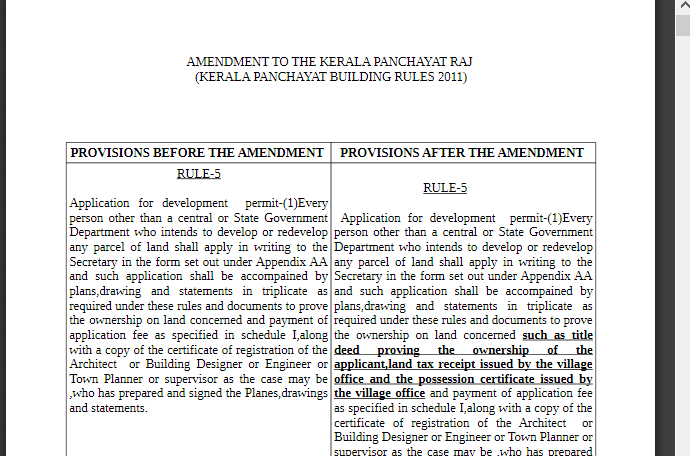 AMENDMENT TO THE KERALA PANCHAYAT RAJ
(KERALA PANCHAYAT BUILDING RULES 2011)
PROVISIONS BEFORE THE AMENDMENT
RULE-5
Application for development permit-(1)Every
person other than a central or State Government
Department who intends to develop or redevelop
any parcel of land shall apply in writing to the
Secretary in the form set out under Appendix AA
and such application shall be accompained by
plans,drawing and statements in triplicate as
required under these rules and documents to prove
the ownership on land concerned and payment of
application fee as specified in schedule I,along
with a copy of the certificate of registration of the
Architect or Building Designer or Engineer or
Town Planner or supervisor as the case may be
,who has prepared and signed the Planes,drawings
and statements.
PROVISIONS AFTER THE AMENDMENT
RULE-5
Application for development permit-(1)Every
person other than a central or State Government
Department who intends to develop or redevelop
any parcel of land shall apply in writing to the
Secretary in the form set out under Appendix AA
and such application shall be accompained by
plans,drawing and statements in triplicate as
required under these rules and documents to prove
the ownership on land concerned such as title
deed proving the ownership of the
applicant,land tax receipt issued by the village
office and the possession certificate issued by
the village office and payment of application fee
as specified in schedule I,along with a copy of the
certificate of registration of the Architect or
Building Designer or Engineer or Town Planner or
supervisor as the case may be ,who has prepared